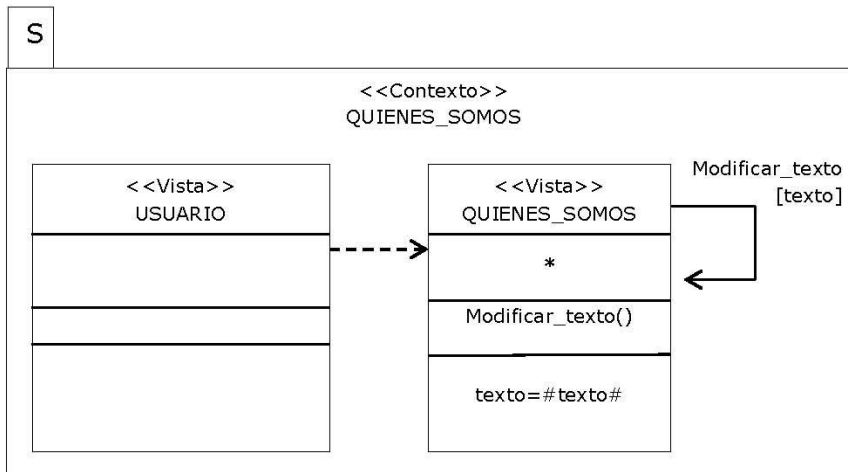 S
<<Contexto>>
QUIENES_SOMOS
<<Vista>>
USUARIO
<<Vista>>
QUIENES_SOMOS
*
Modificar_texto()
texto=#texto#
Modificar_texto
[texto]